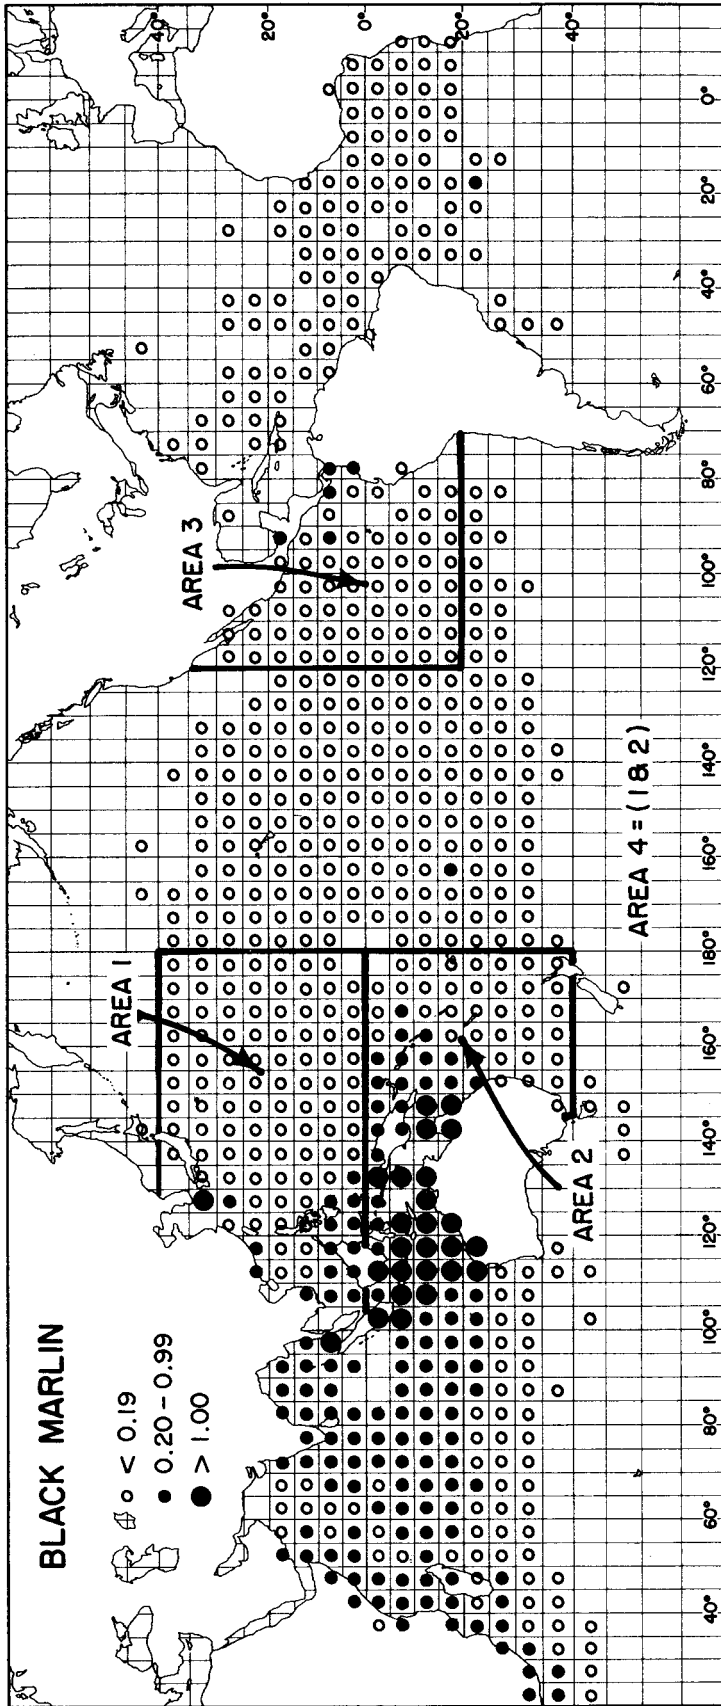 BLACK MARLIN
○ < 0.19
● 0.20 - 0.99
● > 1.00
AREA 1
AREA 3
AREA 2
AREA 4 = (1 & 2)
40°
20°
0°
20°
40°
40° 60° 80° 100° 120° 140° 160° 180° 160° 140° 120° 100° 80° 60° 40° 20° 0°